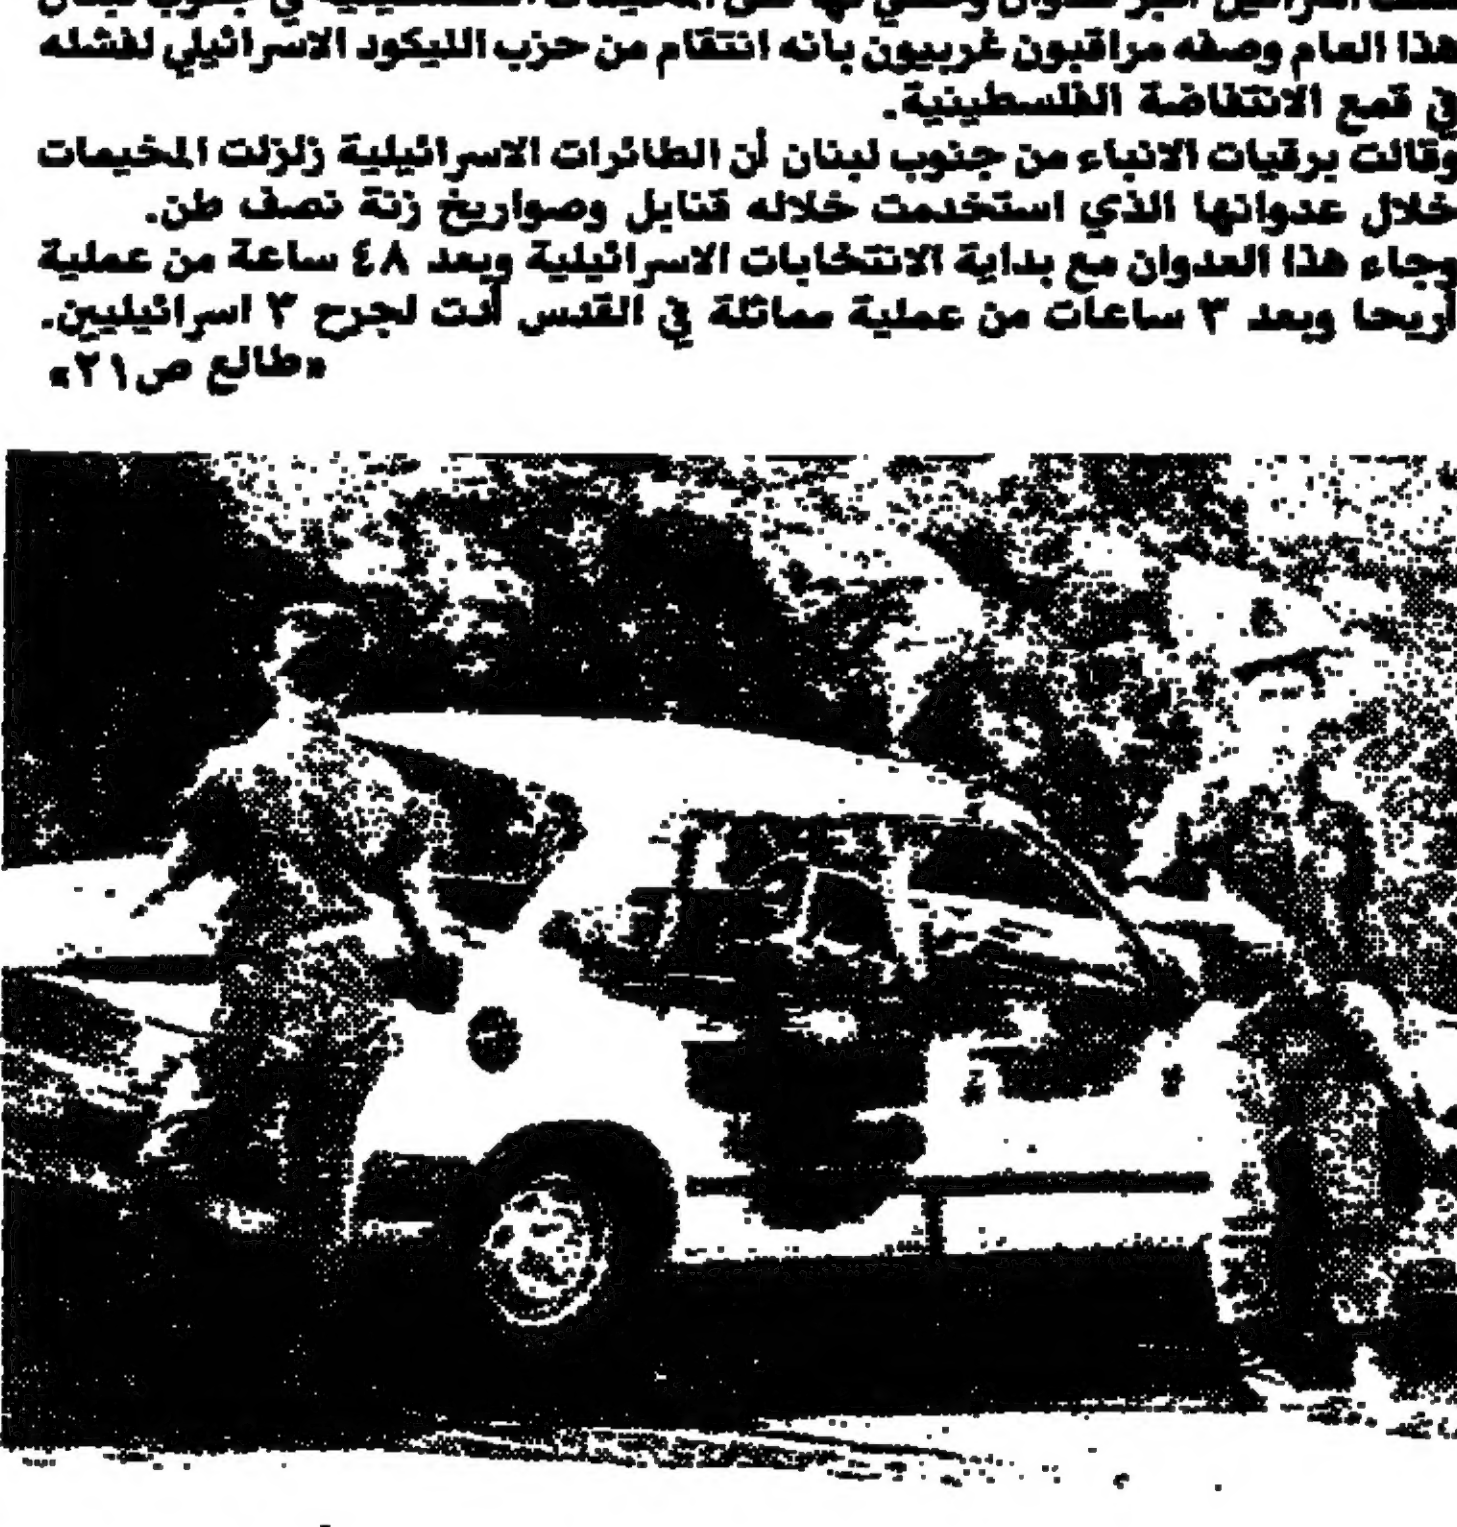 هذا العام وصفه مراقبون غربيون بانه انتقام من حزب الليكود الاسرائيلي لفشله
في قمع الانتفاضة الفلسطينية.
وقالت برقيات الانباء من جنوب لبنان أن الطائرات الاسرائيلية زلزلت المخيمات
خلال عدوانها الذي استخدمت خلاله قنابل وصواريخ زنة نصف طن.
وجاء هذا العدوان مع بداية الانتخابات الاسرائيلية وبعد ٤٨ ساعة من عملية
أريحا وبعد ٣ ساعات من عملية مماثلة في القدس أدت لجرح ٣ اسرائيليين.
«طالع ص٢١»